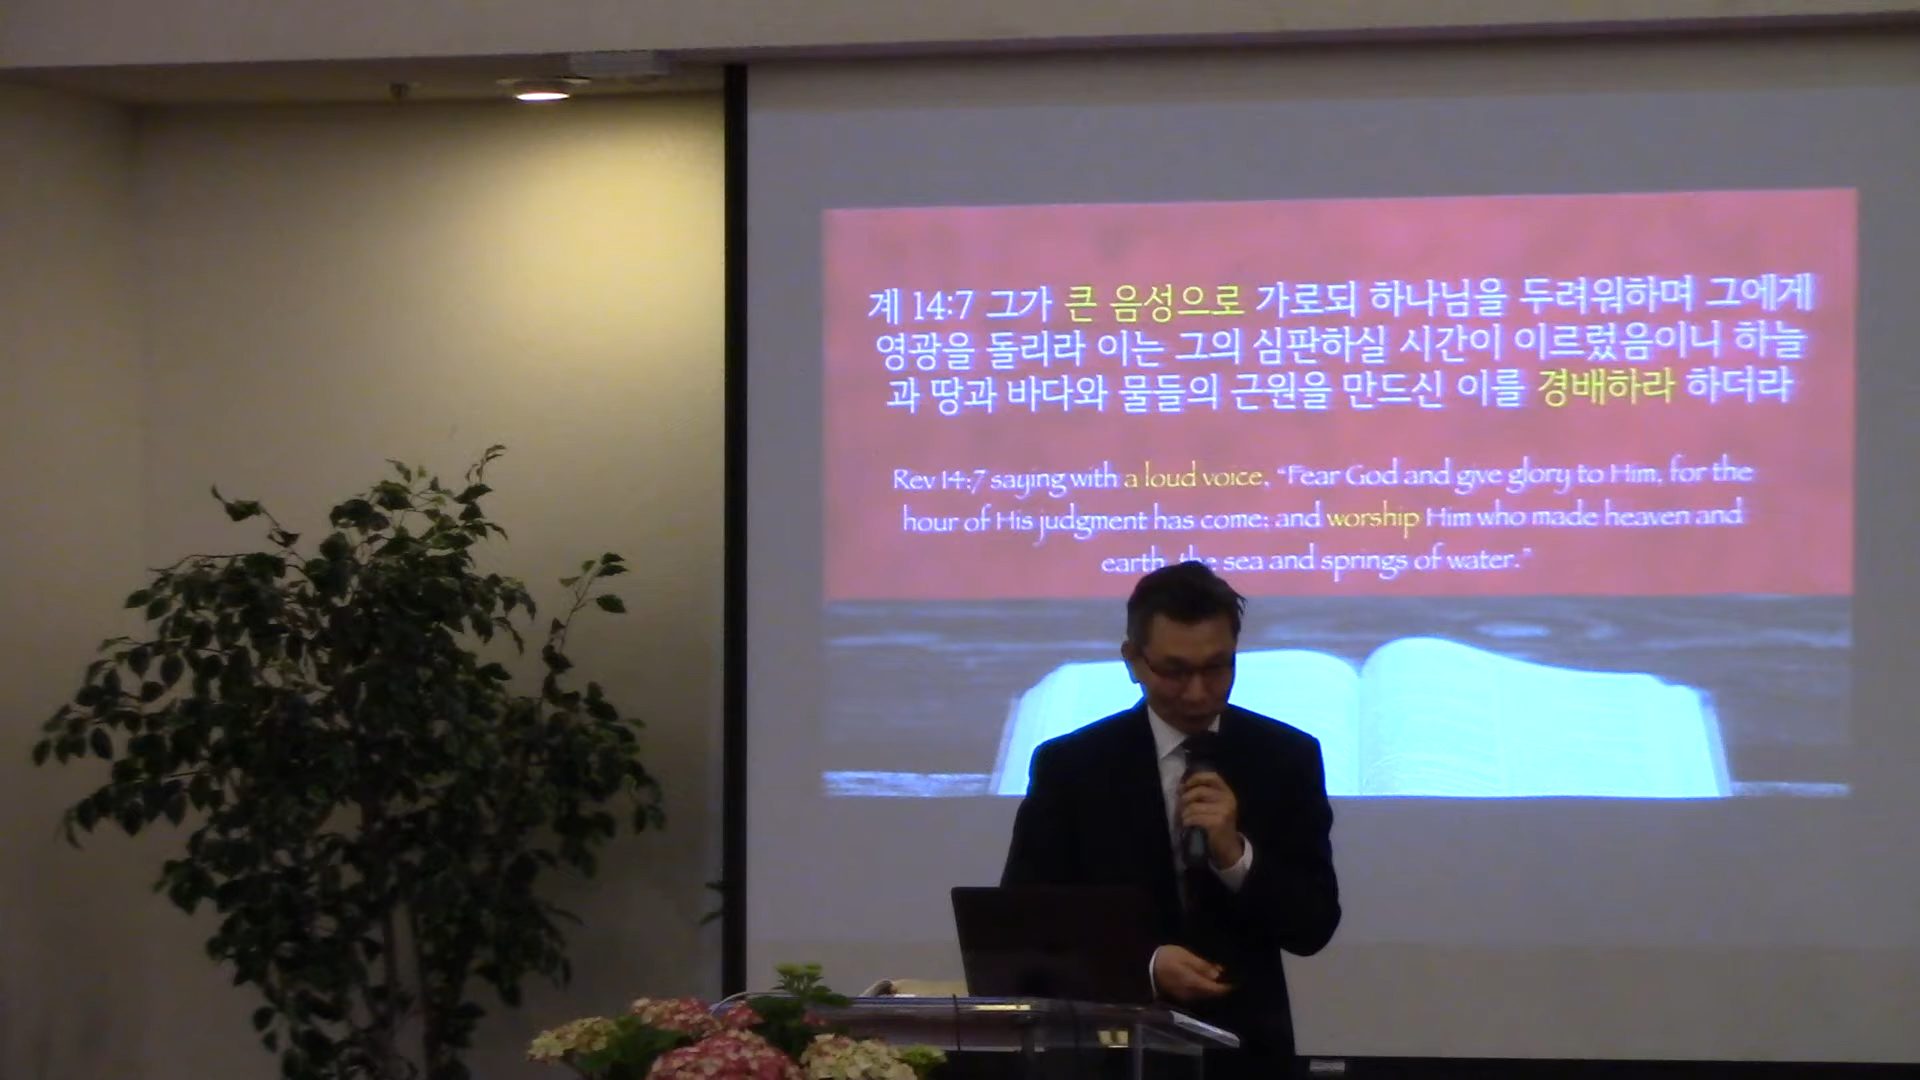 계 14:7 그가 큰 음성으로 가로되 하나님을 두려워하며 그에게
영광을 돌리라 이는 그의 심판하실 시간이 이르렀음이니 하늘
과 땅과 바다와 물들의 근원을 만드신 이를 경배하라 하더라
Rev 14:7 saying with a loud voice, “Fear God and give glory to Him, for the
hour of His judgment has come; and worship Him who made heaven and
earth, the sea and springs of water.”